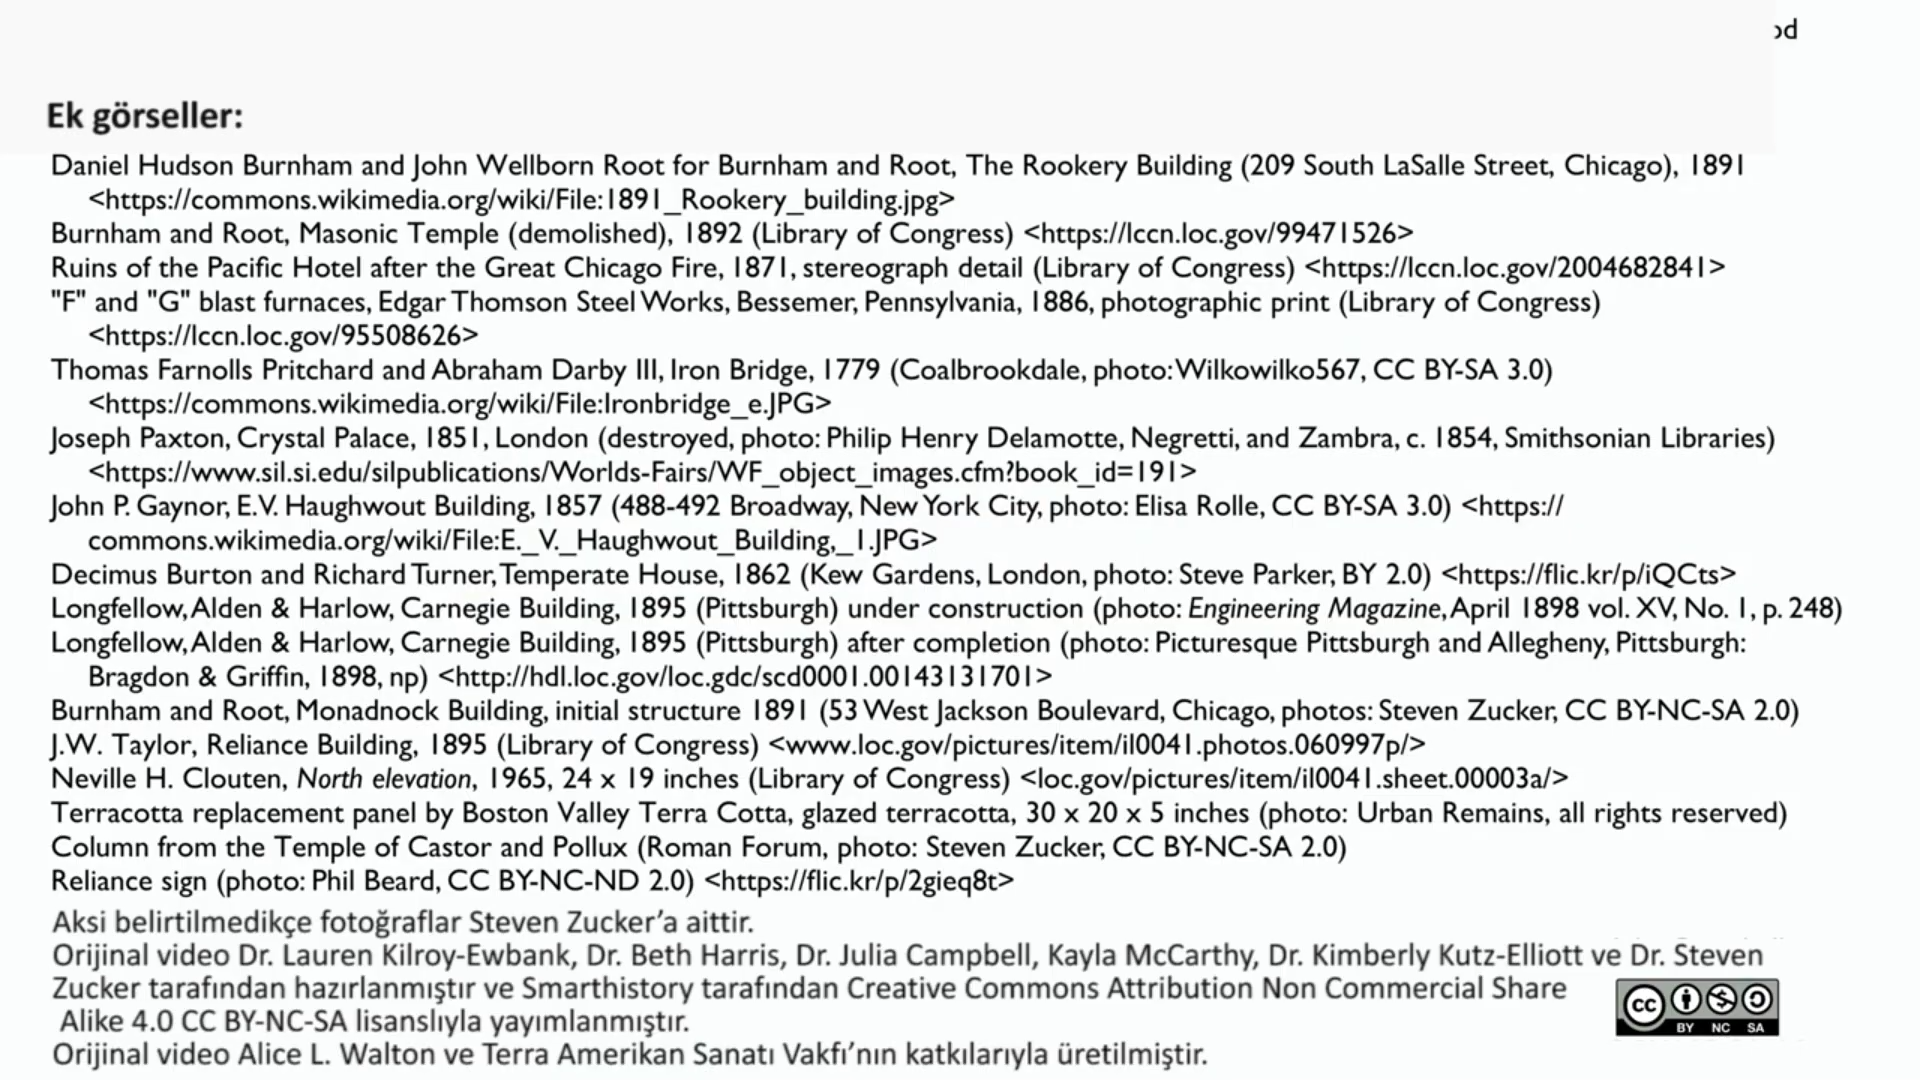 od
Ek görseller:
Daniel Hudson Burnham and John Wellborn Root for Burnham and Root, The Rookery Building (209 South LaSalle Street, Chicago), 1891
<https://commons.wikimedia.org/wiki/File:1891_Rookery_building.jpg>
Burnham and Root, Masonic Temple (demolished), 1892 (Library of Congress) <https://lccn.loc.gov/99471526>
Ruins of the Pacific Hotel after the Great Chicago Fire, 1871, stereograph detail (Library of Congress) <https://lccn.loc.gov/2004682841>
"F" and "G" blast furnaces, Edgar Thomson Steel Works, Bessemer, Pennsylvania, 1886, photographic print (Library of Congress)
<https://lccn.loc.gov/95508626>
Thomas Farnolls Pritchard and Abraham Darby III, Iron Bridge, 1779 (Coalbrookdale, photo: Wilkowilko567, CC BY-SA 3.0)
<https://commons.wikimedia.org/wiki/File:Ironbridge_e.JPG>
Joseph Paxton, Crystal Palace, 1851, London (destroyed, photo: Philip Henry Delamotte, Negretti, and Zambra, c. 1854, Smithsonian Libraries)
<https://www.sil.si.edu/silpublications/Worlds-Fairs/WF_object_images.cfm?book_id=191>
John P. Gaynor, E.V. Haughwout Building, 1857 (488-492 Broadway, New York City, photo: Elisa Rolle, CC BY-SA 3.0) <https://
commons.wikimedia.org/wiki/File:E._V._Haughwout_Building,_1.JPG>
Decimus Burton and Richard Turner, Temperate House, 1862 (Kew Gardens, London, photo: Steve Parker, BY 2.0) <https://flic.kr/p/iQCts>
Longfellow, Alden & Harlow, Carnegie Building, 1895 (Pittsburgh) under construction (photo: Engineering Magazine, April 1898 vol. XV, No. 1, p. 248)
Longfellow, Alden & Harlow, Carnegie Building, 1895 (Pittsburgh) after completion (photo: Picturesque Pittsburgh and Allegheny, Pittsburgh:
Bragdon & Griffin, 1898, np) <http://hdl.loc.gov/loc.gdc/scd0001.00143131701>
Burnham and Root, Monadnock Building, initial structure 1891 (53 West Jackson Boulevard, Chicago, photos: Steven Zucker, CC BY-NC-SA 2.0)
J.W. Taylor, Reliance Building, 1895 (Library of Congress) <www.loc.gov/pictures/item/il0041.photos.060997p/>
Neville H. Clouten, North elevation, 1965, 24 x 19 inches (Library of Congress) <loc.gov/pictures/item/il0041.sheet.00003a/>
Terracotta replacement panel by Boston Valley Terra Cotta, glazed terracotta, 30 x 20 x 5 inches (photo: Urban Remains, all rights reserved)
Column from the Temple of Castor and Pollux (Roman Forum, photo: Steven Zucker, CC BY-NC-SA 2.0)
Reliance sign (photo: Phil Beard, CC BY-NC-ND 2.0) <https://flic.kr/p/2gieq8t>
Aksi belirtilmedikçe fotoğraflar Steven Zucker’a aittir.
Orijinal video Dr. Lauren Kilroy-Ewbank, Dr. Beth Harris, Dr. Julia Campbell, Kayla McCarthy, Dr. Kimberly Kutz-Elliott ve Dr. Steven
Zucker tarafından hazırlanmıştır ve Smarthistory tarafından Creative Commons Attribution Non Commercial Share
Alike 4.0 CC BY-NC-SA lisanslıyla yayımlanmıştır.
Orijinal video Alice L. Walton ve Terra Amerikan Sanatı Vakfı’nın katkılarıyla üretilmiştir.
cc
BY NC SA